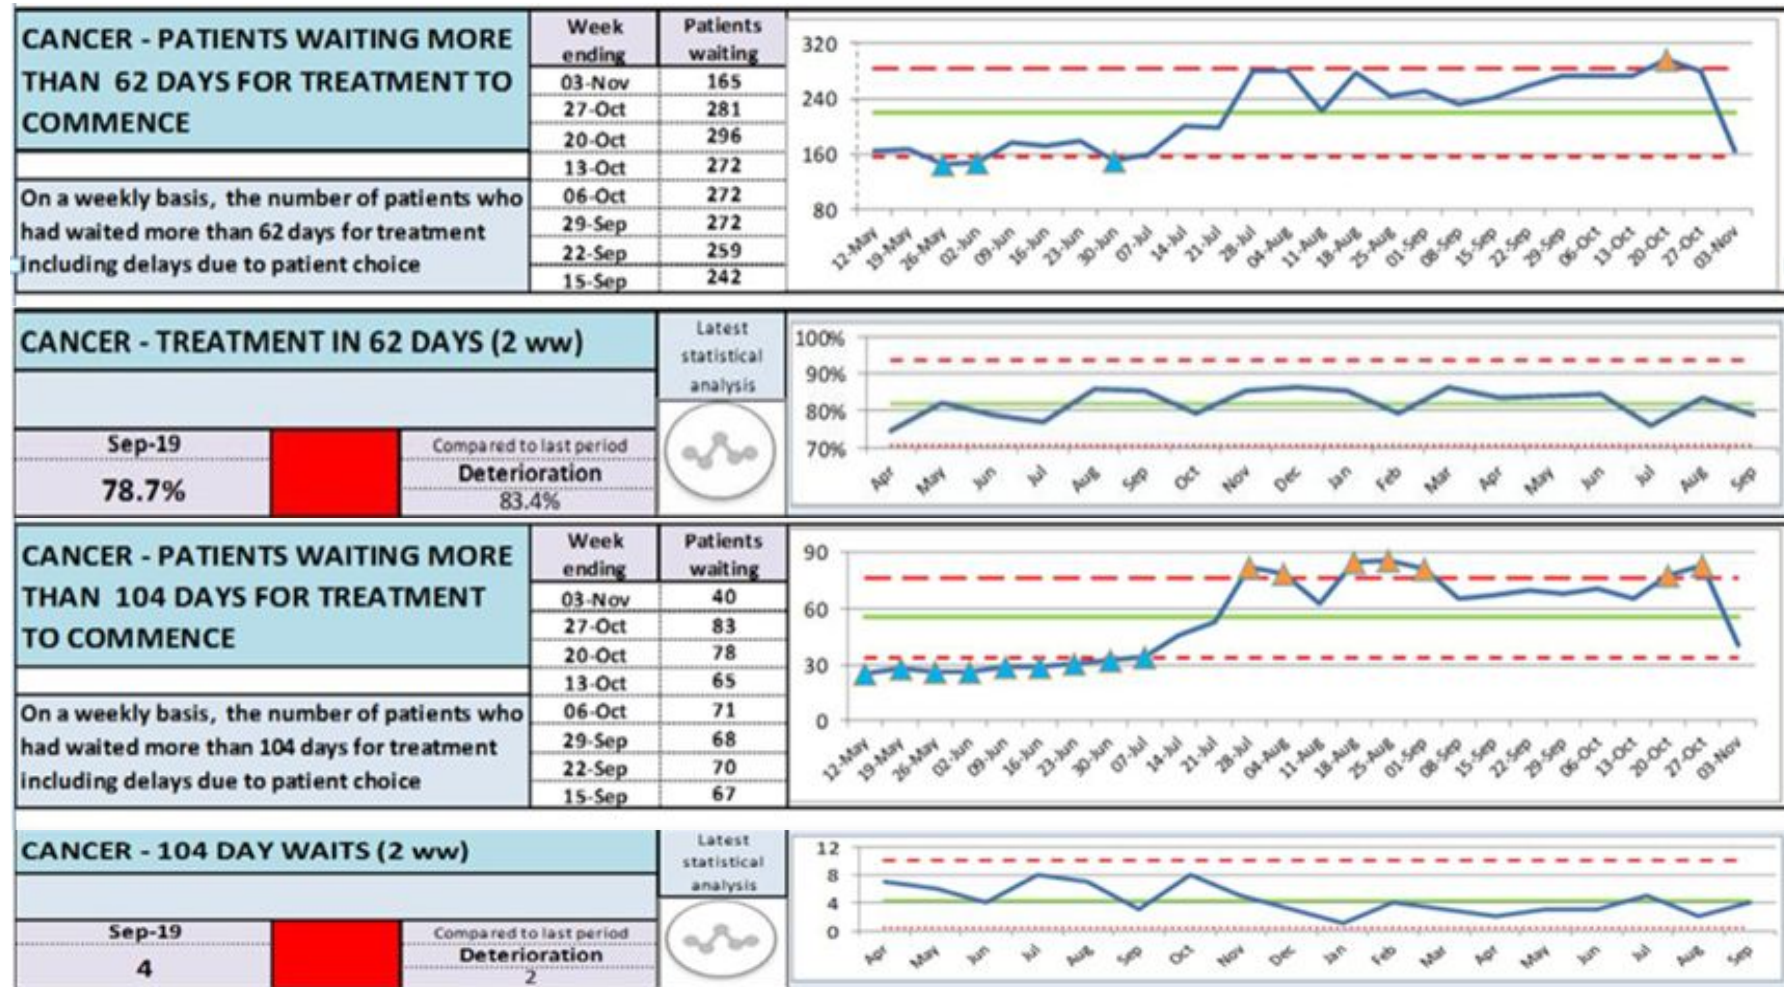 CANCER - PATIENTS WAITING MORE
THAN 62 DAYS FOR TREATMENT TO
COMMENCE
On a weekly basis, the number of patients who
had waited more than 62 days for treatment
including delays due to patient choice
Week ending Patients waiting
03-Nov 165
27-Oct 281
20-Oct 296
13-Oct 272
06-Oct 272
29-Sep 272
22-Sep 259
15-Sep 242
320
240
160
80
12-May 19-May 26-May 02-Jun 09-Jun 16-Jun 23-Jun 30-Jun 07-Jul 14-Jul 21-Jul 28-Jul 04-Aug 11-Aug 18-Aug 25-Aug 01-Sep 08-Sep 15-Sep 22-Sep 29-Sep 06-Oct 13-Oct 20-Oct 27-Oct 03-Nov
CANCER - TREATMENT IN 62 DAYS (2 ww)
Sep-19
78.7%
Compared to last period
Deterioration
83.4%
Latest
statistical
analysis
100%
90%
80%
70%
Apr May Jun Jul Aug Sep Oct Nov Dec Jan Feb Mar Apr May Jun Jul Aug Sep
CANCER - PATIENTS WAITING MORE
THAN 104 DAYS FOR TREATMENT
TO COMMENCE
On a weekly basis, the number of patients who
had waited more than 104 days for treatment
including delays due to patient choice
Week ending Patients waiting
03-Nov 40
27-Oct 83
20-Oct 78
13-Oct 65
06-Oct 71
29-Sep 68
22-Sep 70
15-Sep 67
90
60
30
0
12-May 19-May 26-May 02-Jun 09-Jun 16-Jun 23-Jun 30-Jun 07-Jul 14-Jul 21-Jul 28-Jul 04-Aug 11-Aug 18-Aug 25-Aug 01-Sep 08-Sep 15-Sep 22-Sep 29-Sep 06-Oct 13-Oct 20-Oct 27-Oct 03-Nov
CANCER - 104 DAY WAITS (2 ww)
Sep-19
4
Compared to last period
Deterioration
2
Latest
statistical
analysis
12
8
4
0
Apr May Jun Jul Aug Sep Oct Nov Dec Jan Feb Mar Apr May Jun Jul Aug Sep